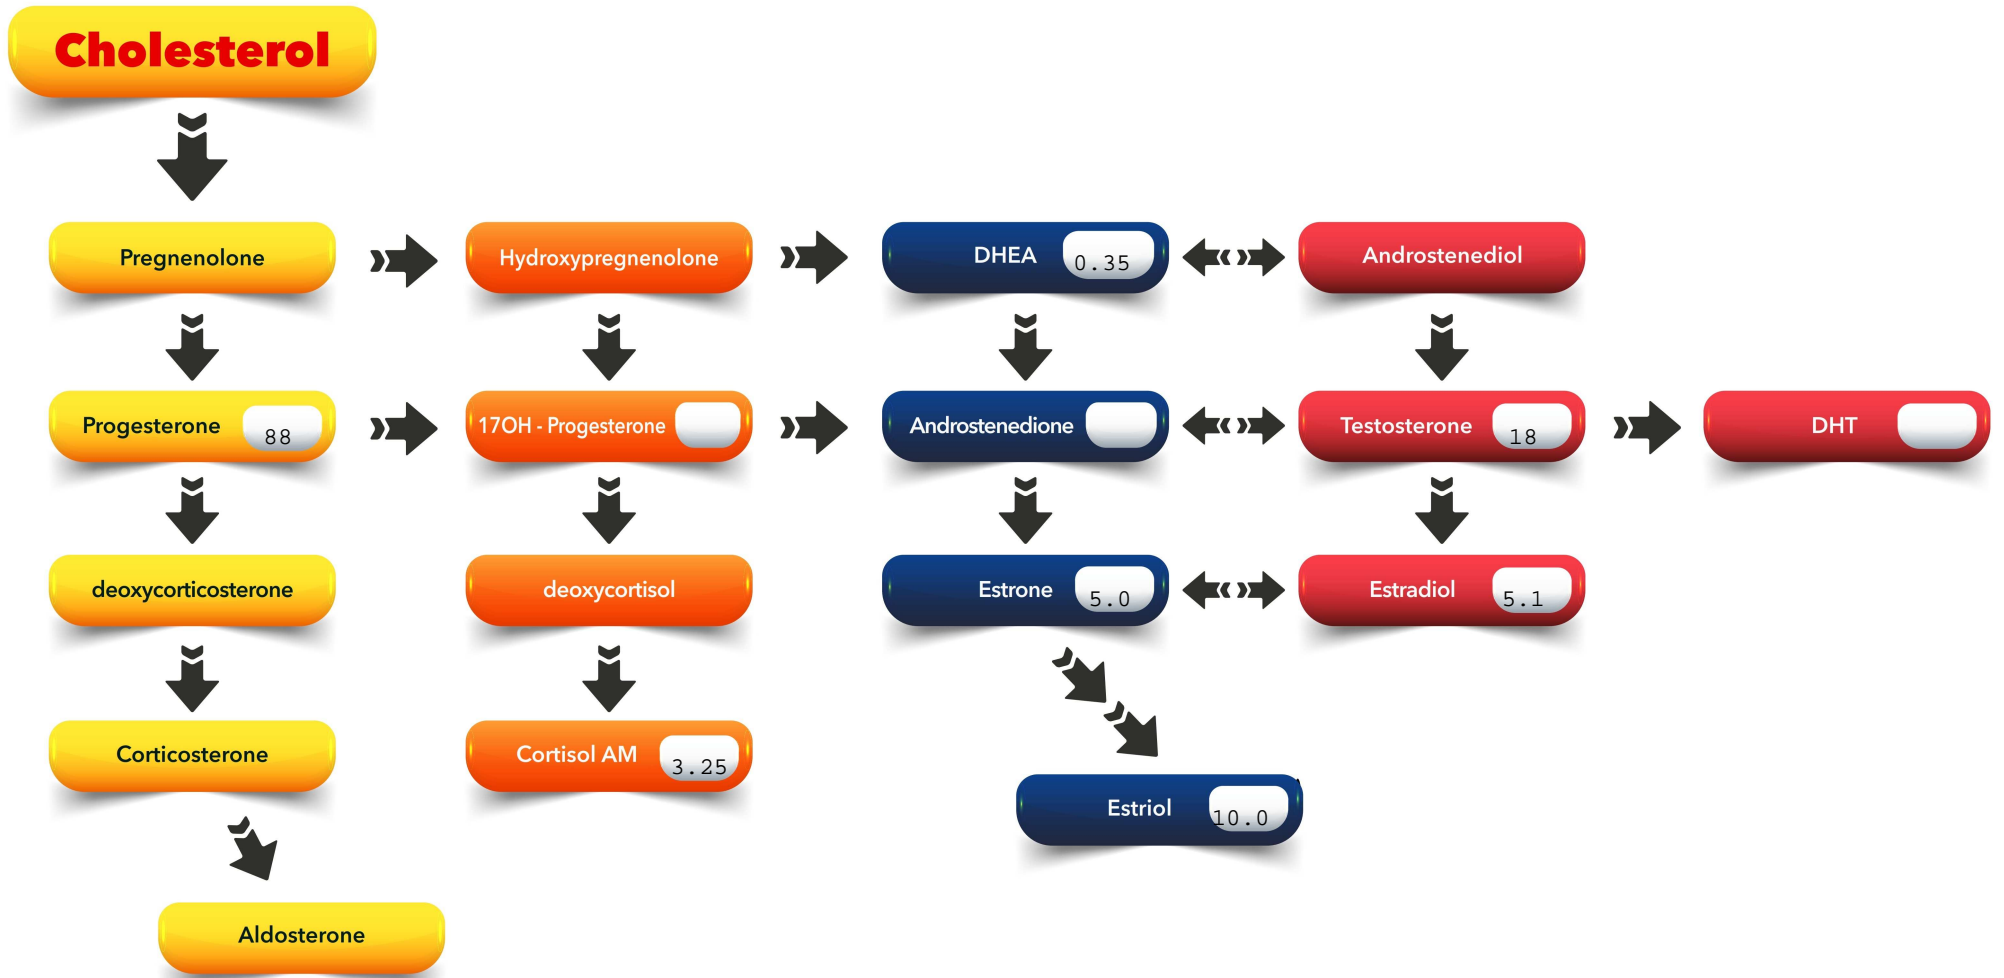 Cholesterol
Pregnenolone
Hydroxypregnenolone
DHEA 0.35
Androstenediol
Progesterone 88
17OH - Progesterone
Androstenedione
Testosterone 18
DHT
deoxycorticosterone
deoxycortisol
Estrone 5.0
Estradiol 5.1
Corticosterone
Cortisol AM 3.25
Estriol 10.0
Aldosterone